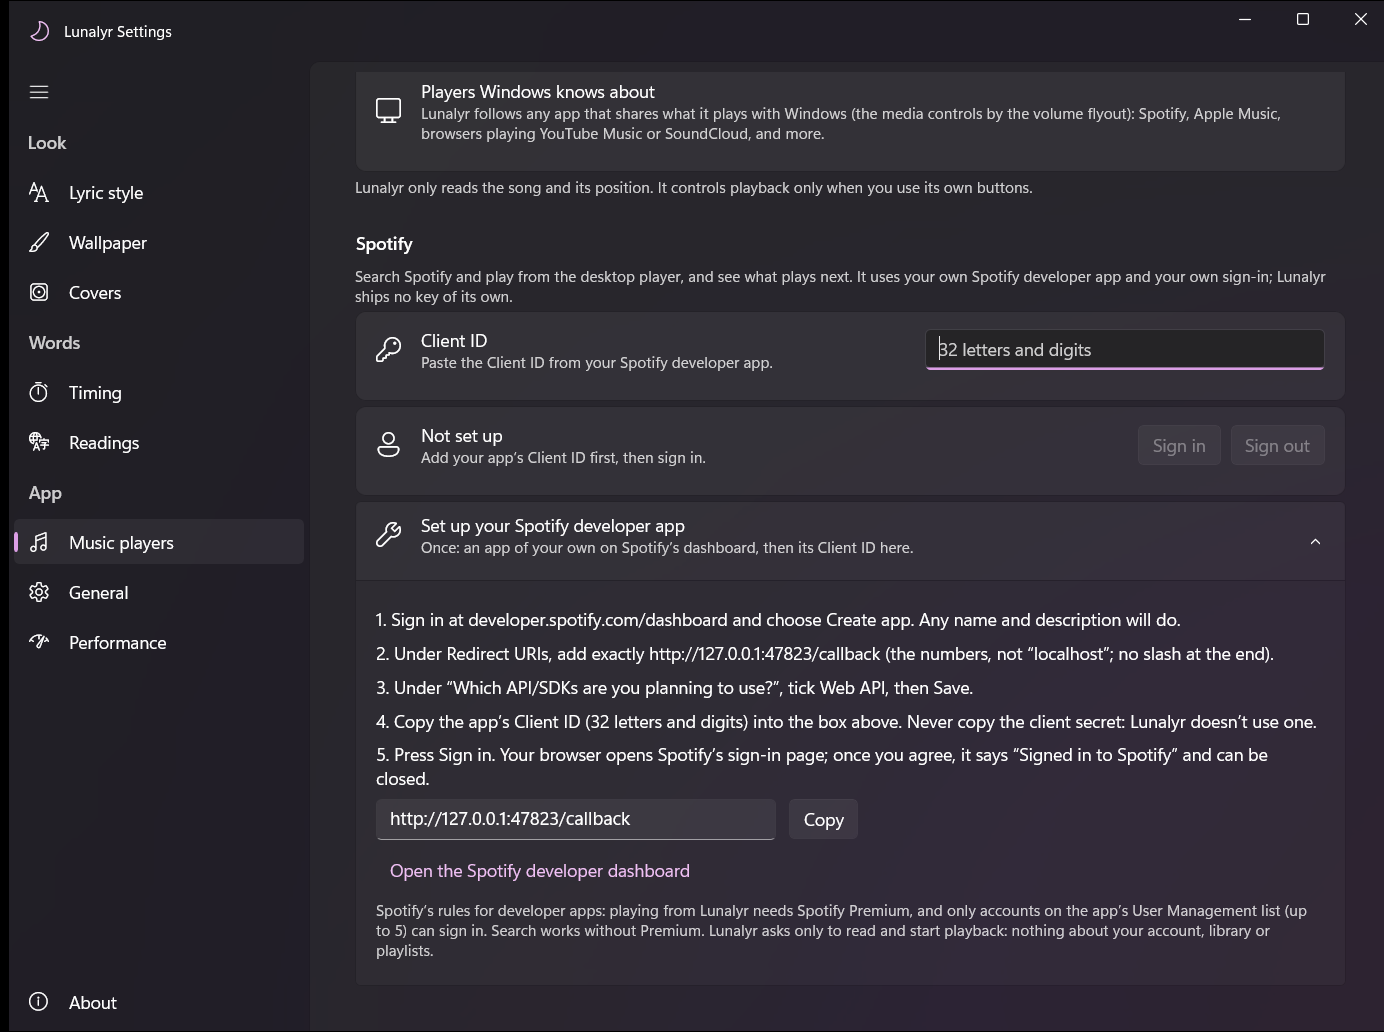 Lunalyr Settings
Look
Lyric style
Wallpaper
Covers
Words
Timing
Readings
App
Music players
General
Performance
About
Players Windows knows about
Lunalyr follows any app that shares what it plays with Windows (the media controls by the volume flyout): Spotify, Apple Music,
browsers playing YouTube Music or SoundCloud, and more.
Lunalyr only reads the song and its position. It controls playback only when you use its own buttons.
Spotify
Search Spotify and play from the desktop player, and see what plays next. It uses your own Spotify developer app and your own sign-in; Lunalyr
ships no key of its own.
Client ID
Paste the Client ID from your Spotify developer app.
32 letters and digits
Not set up
Add your app’s Client ID first, then sign in.
Sign in
Sign out
Set up your Spotify developer app
Once: an app of your own on Spotify’s dashboard, then its Client ID here.
1. Sign in at developer.spotify.com/dashboard and choose Create app. Any name and description will do.
2. Under Redirect URIs, add exactly http://127.0.0.1:47823/callback (the numbers, not “localhost”; no slash at the end).
3. Under “Which API/SDKs are you planning to use?”, tick Web API, then Save.
4. Copy the app’s Client ID (32 letters and digits) into the box above. Never copy the client secret: Lunalyr doesn’t use one.
5. Press Sign in. Your browser opens Spotify’s sign-in page; once you agree, it says “Signed in to Spotify” and can be
closed.
http://127.0.0.1:47823/callback
Copy
Open the Spotify developer dashboard
Spotify’s rules for developer apps: playing from Lunalyr needs Spotify Premium, and only accounts on the app’s User Management list (up
to 5) can sign in. Search works without Premium. Lunalyr asks only to read and start playback: nothing about your account, library or
playlists.